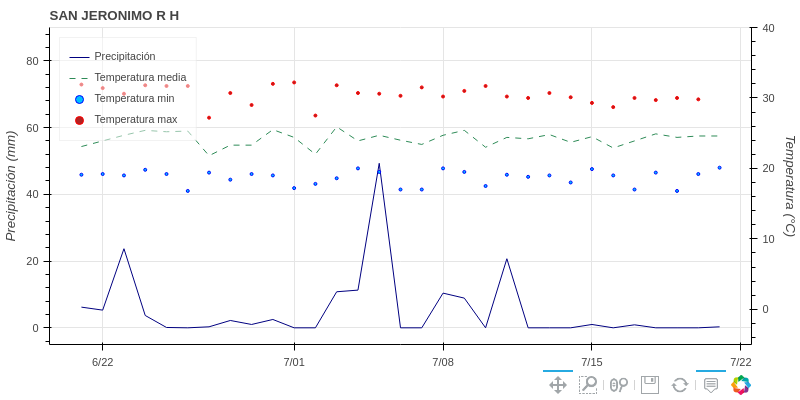 SAN JERONIMO R H
Precipitación
Temperatura media
Temperatura min
Temperatura max
Precipitación (mm)
80
60
40
20
0
Temperatura (°C)
40
30
20
10
0
6/22
7/01
7/08
7/15
7/22